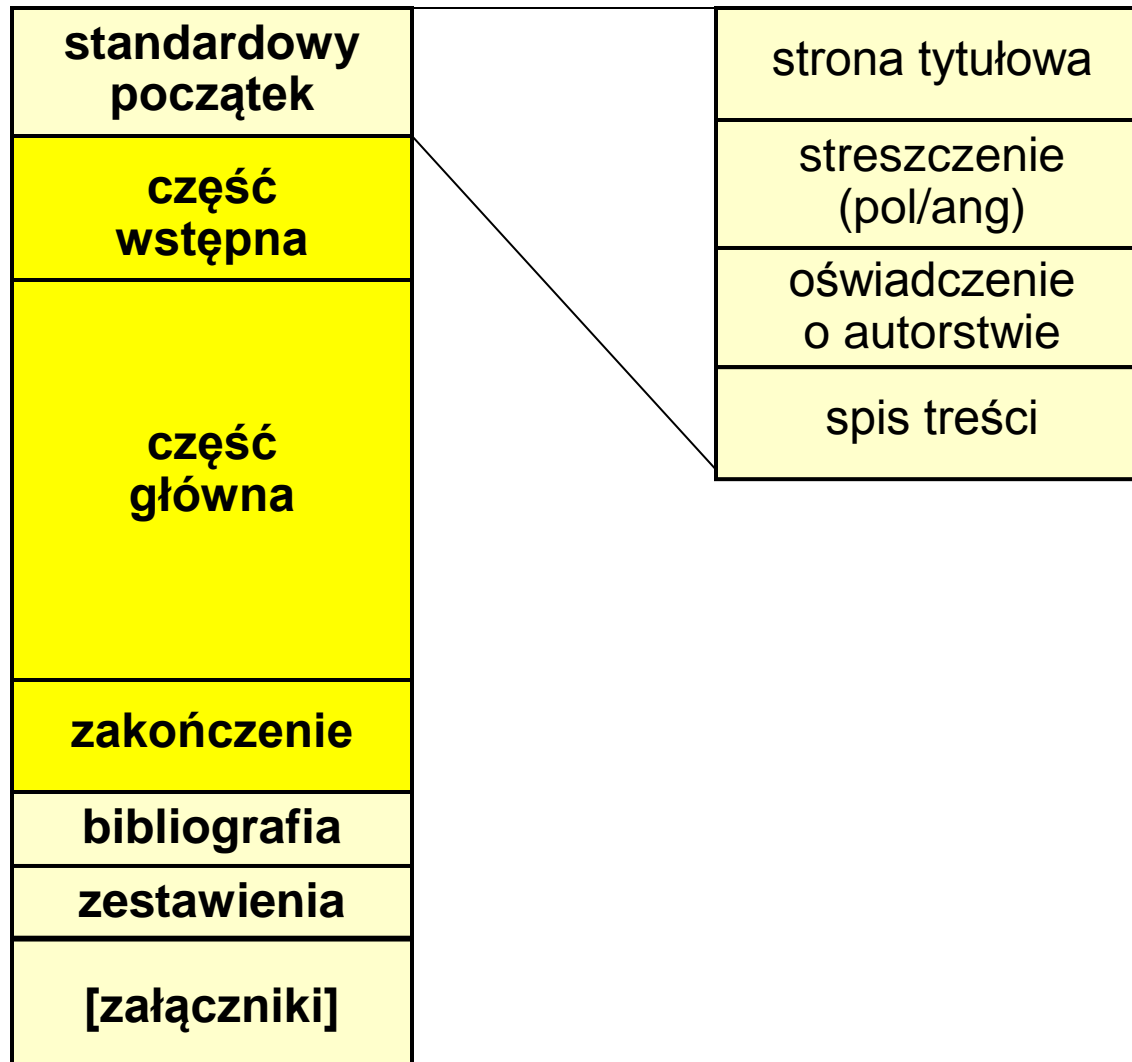 standardowy
początek
część
wstępna
część
główna
zakończenie
bibliografia
zestawienia
[załączniki]
strona tytułowa
streszczenie
(pol/ang)
oświadczenie
o autorstwie
spis treści